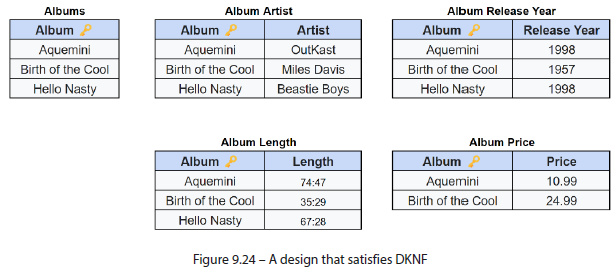 Albums
Album
Aquemini
Birth of the Cool
Hello Nasty
Album Artist
Album Artist
Aquemini OutKast
Birth of the Cool Miles Davis
Hello Nasty Beastie Boys
Album Release Year
Album Release Year
Aquemini 1998
Birth of the Cool 1957
Hello Nasty 1998
Album Length
Album Length
Aquemini 74:47
Birth of the Cool 35:29
Hello Nasty 67:28
Album Price
Album Price
Aquemini 10.99
Birth of the Cool 24.99
Figure 9.24 – A design that satisfies DKNF